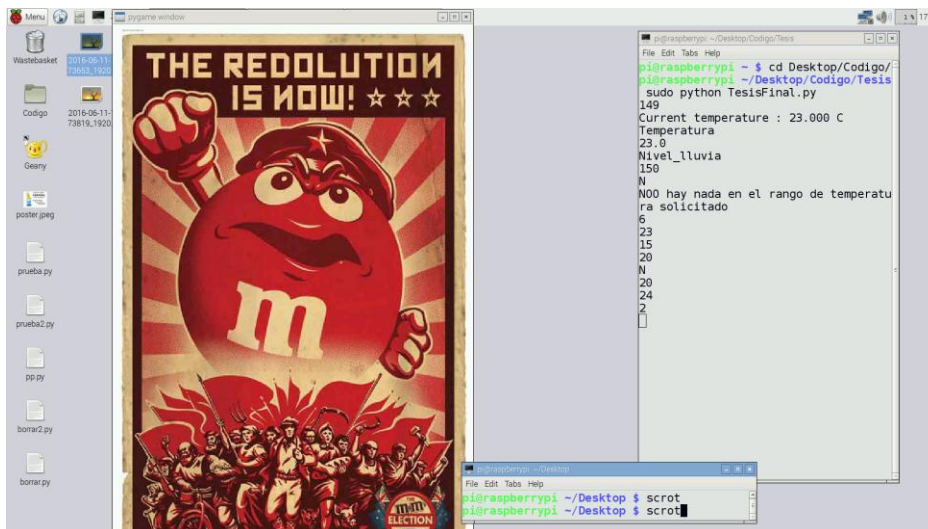 Menu
1 %
17
Wastebasket
2016-06-11-
73653_1920
Codigo
2016-06-11-
73819_1920
Geany
poster.jpeg
prueba.py
prueba2.py
pp.py
borrar2.py
borrar.py
pygame window
THE REDOLUTION
IS NOW!
m
THE
m&m's
ELECTION
pi@raspberrypi: ~/Desktop/Codigo/Tesis
File Edit Tabs Help
pi@raspberrypi ~ $ cd Desktop/Codigo/
pi@raspberrypi ~/Desktop/Codigo/Tesis
sudo python TesisFinal.py
149
Current temperature : 23.000 C
Temperatura
23.0
Nivel_lluvia
150
N
NOO hay nada en el rango de temperatu
ra solicitado
6
23
15
20
N
20
24
2
pi@raspberrypi: ~/Desktop
File Edit Tabs Help
pi@raspberrypi ~/Desktop $ scrot
pi@raspberrypi ~/Desktop $ scrot